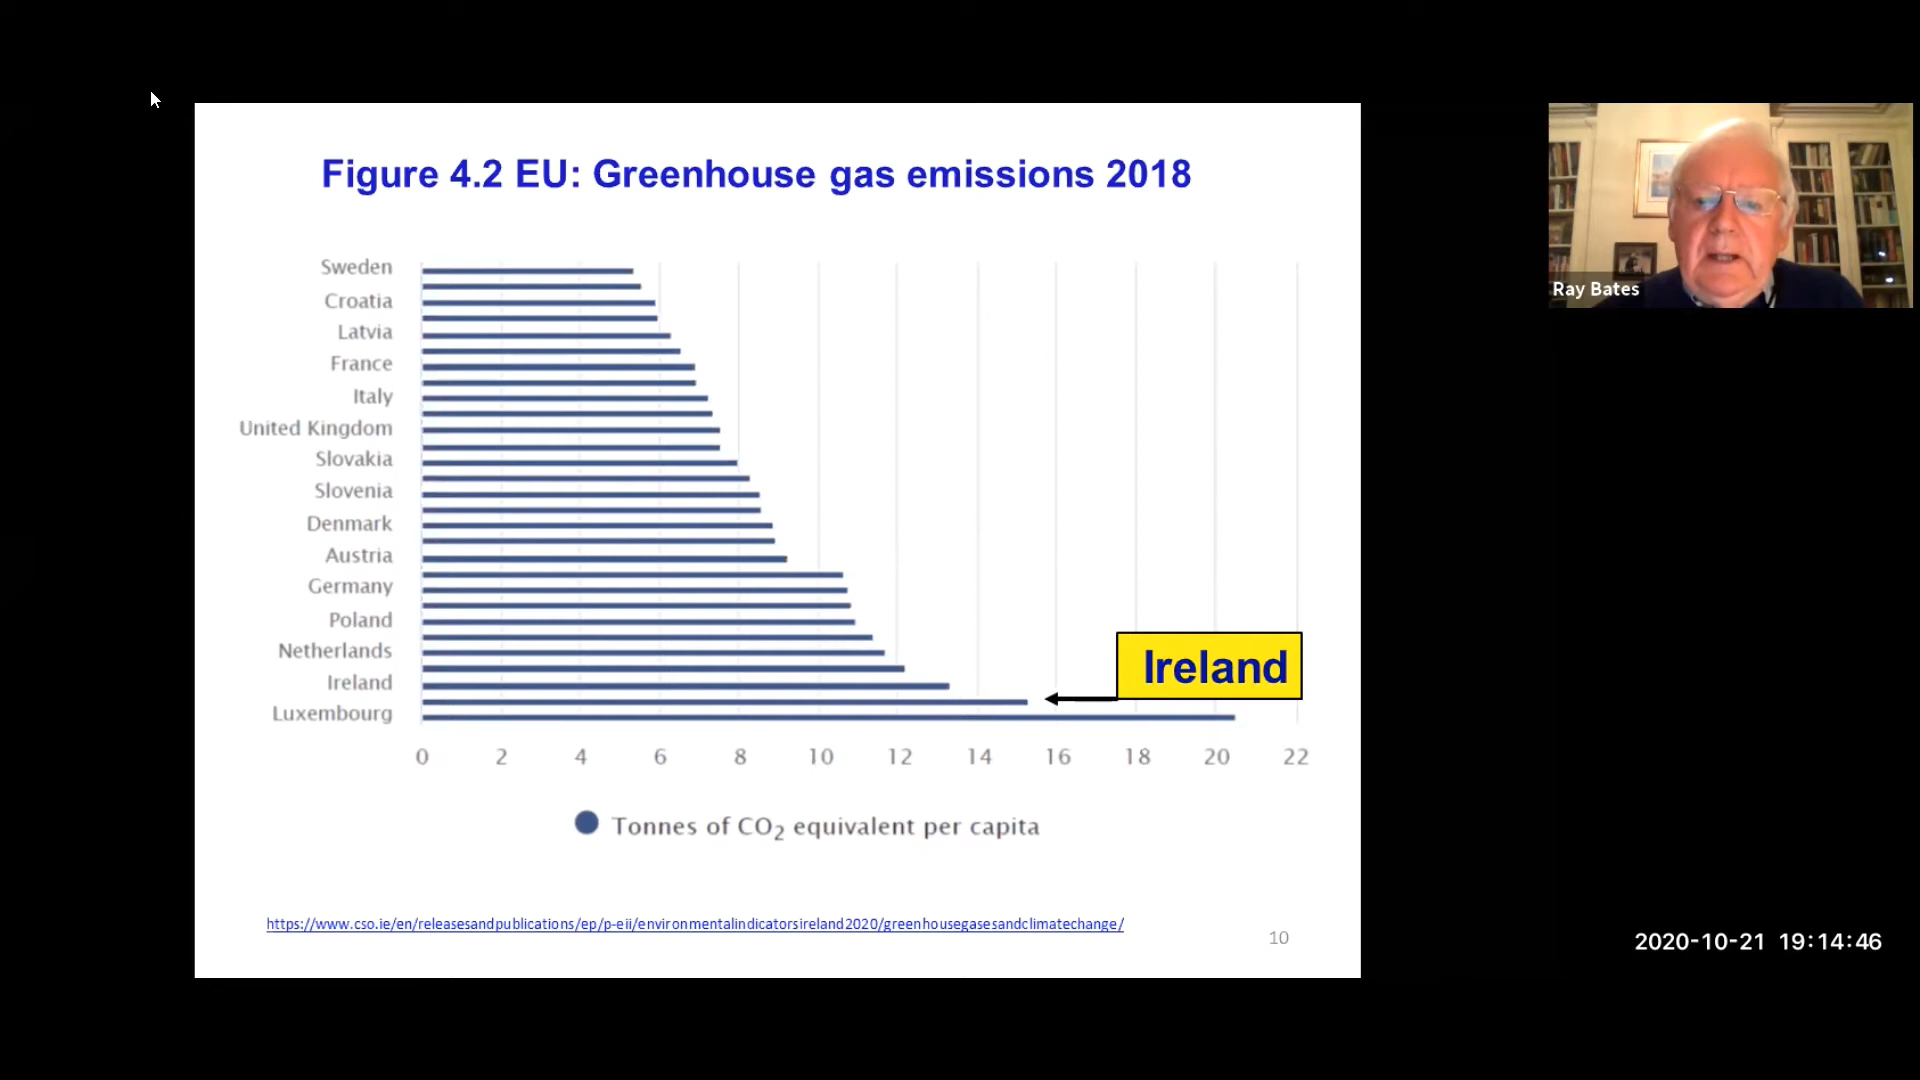 Figure 4.2 EU: Greenhouse gas emissions 2018
Sweden
Croatia
Latvia
France
Italy
United Kingdom
Slovakia
Slovenia
Denmark
Austria
Germany
Poland
Netherlands
Ireland
Luxembourg
Ireland
0 2 4 6 8 10 12 14 16 18 20 22
Tonnes of CO2 equivalent per capita
https://www.cso.ie/en/releasesandpublications/ep/p-eii/environmentalindicatorsireland2020/greenhousegasesandclimatechange/
10
Ray Bates
2020-10-21 19:14:46